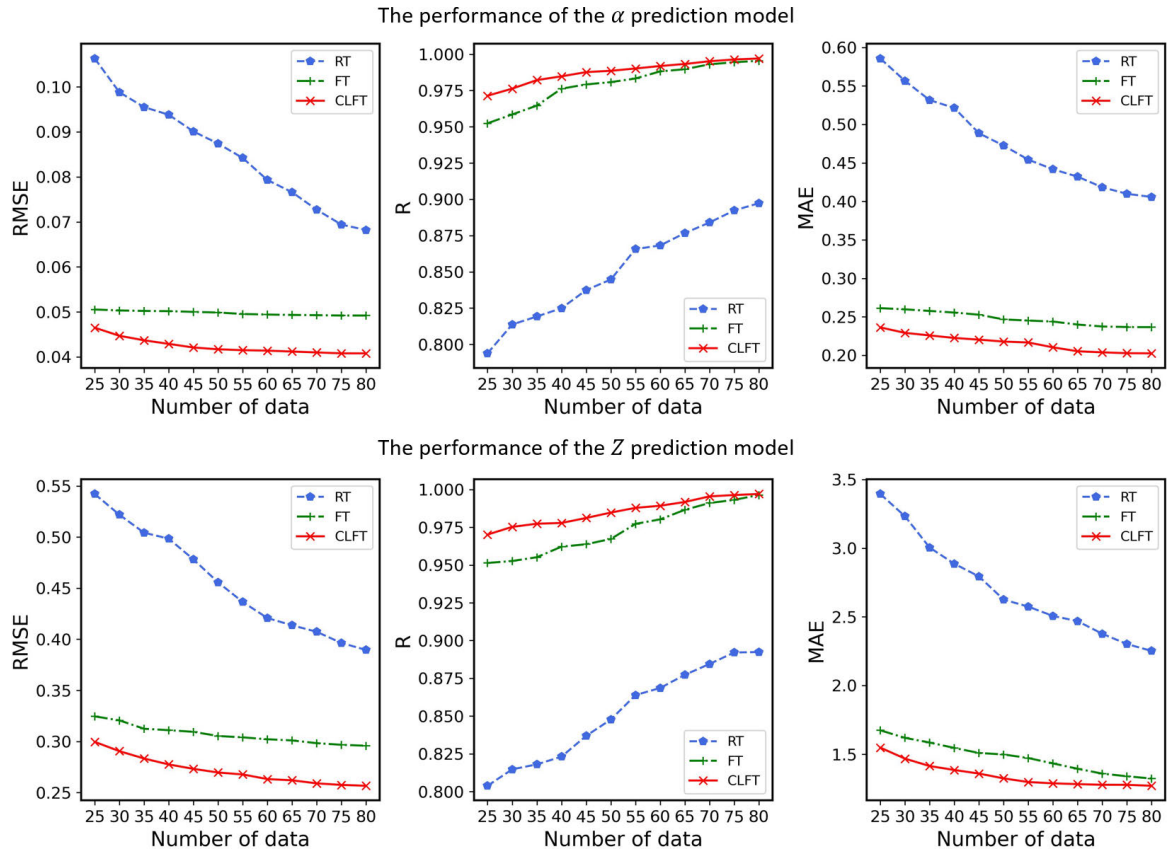 The performance of the α prediction model
RMSE
0.10
0.09
0.08
0.07
0.06
0.05
0.04
RT
FT
CLFT
25 30 35 40 45 50 55 60 65 70 75 80
Number of data
R
1.000
0.975
0.950
0.925
0.900
0.875
0.850
0.825
0.800
RT
FT
CLFT
25 30 35 40 45 50 55 60 65 70 75 80
Number of data
MAE
0.60
0.55
0.50
0.45
0.40
0.35
0.30
0.25
0.20
RT
FT
CLFT
25 30 35 40 45 50 55 60 65 70 75 80
Number of data
The performance of the Z prediction model
RMSE
0.55
0.50
0.45
0.40
0.35
0.30
0.25
RT
FT
CLFT
25 30 35 40 45 50 55 60 65 70 75 80
Number of data
R
1.000
0.975
0.950
0.925
0.900
0.875
0.850
0.825
0.800
RT
FT
CLFT
25 30 35 40 45 50 55 60 65 70 75 80
Number of data
MAE
3.5
3.0
2.5
2.0
1.5
RT
FT
CLFT
25 30 35 40 45 50 55 60 65 70 75 80
Number of data